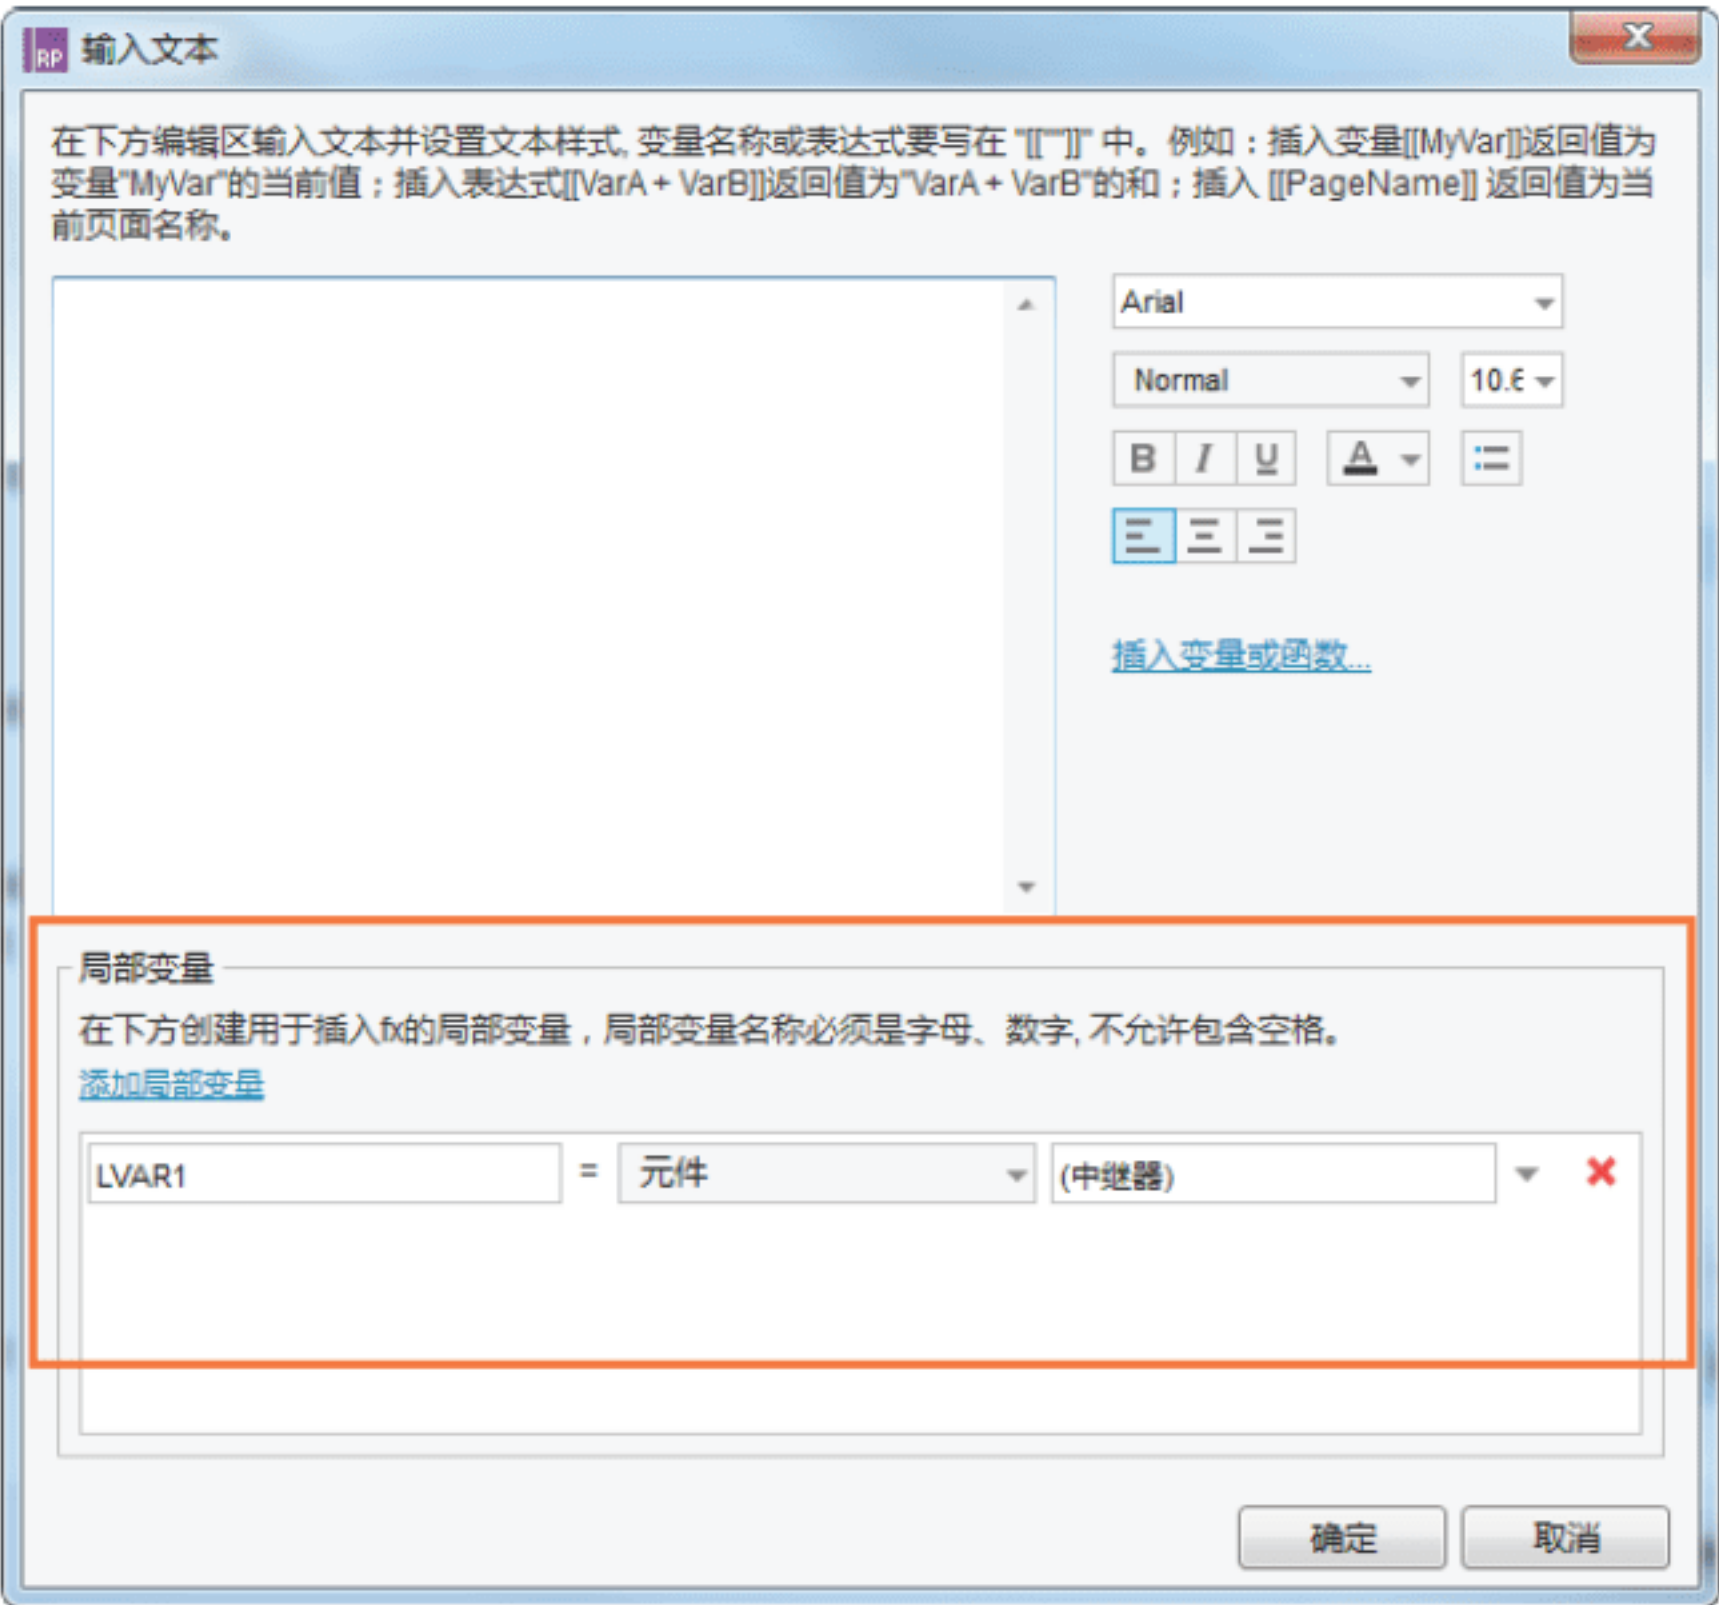 RP 输入文本
在下方编辑区输入文本并设置文本样式, 变量名称或表达式要写在 "[[""]]" 中。例如：插入变量[[MyVar]]返回值为
变量"MyVar"的当前值；插入表达式[[VarA + VarB]]返回值为"VarA + VarB"的和；插入 [[PageName]] 返回值为当
前页面名称。
Arial
Normal 10.6
B I U A
插入变量或函数...
局部变量
在下方创建用于插入fx的局部变量，局部变量名称必须是字母、数字, 不允许包含空格。
添加局部变量
LVAR1 = 元件 (中继器)
确定 取消